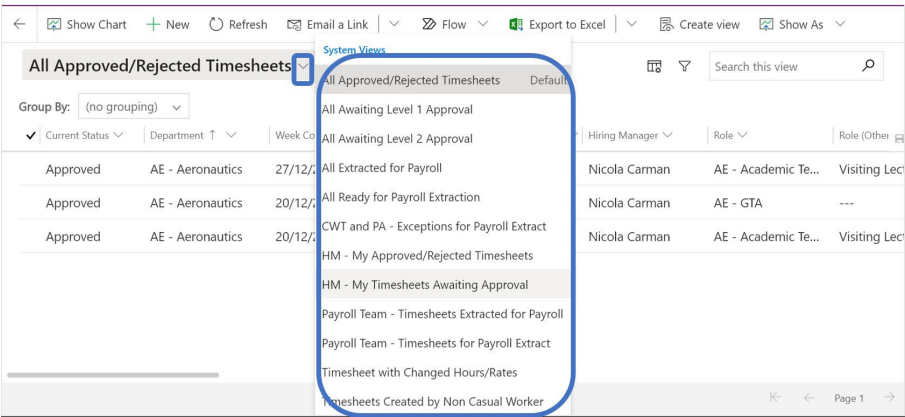 Show Chart New Refresh Email a Link Flow Export to Excel Create view Show As
System Views
All Approved/Rejected Timesheets
Search this view
All Approved/Rejected Timesheets Default
Group By: (no grouping)
All Awaiting Level 1 Approval
All Awaiting Level 2 Approval
All Extracted for Payroll
All Ready for Payroll Extraction
CWT and PA - Exceptions for Payroll Extract
HM - My Approved/Rejected Timesheets
HM - My Timesheets Awaiting Approval
Payroll Team - Timesheets Extracted for Payroll
Payroll Team - Timesheets for Payroll Extract
Timesheet with Changed Hours/Rates
Timesheets Created by Non Casual Worker
Current Status Department ↑ Week Co Hiring Manager Role Role (Other
Approved AE - Aeronautics 27/12/ Nicola Carman AE - Academic Te... Visiting Lect
Approved AE - Aeronautics 20/12/ Nicola Carman AE - GTA ---
Approved AE - Aeronautics 20/12/ Nicola Carman AE - Academic Te... Visiting Lect
Page 1